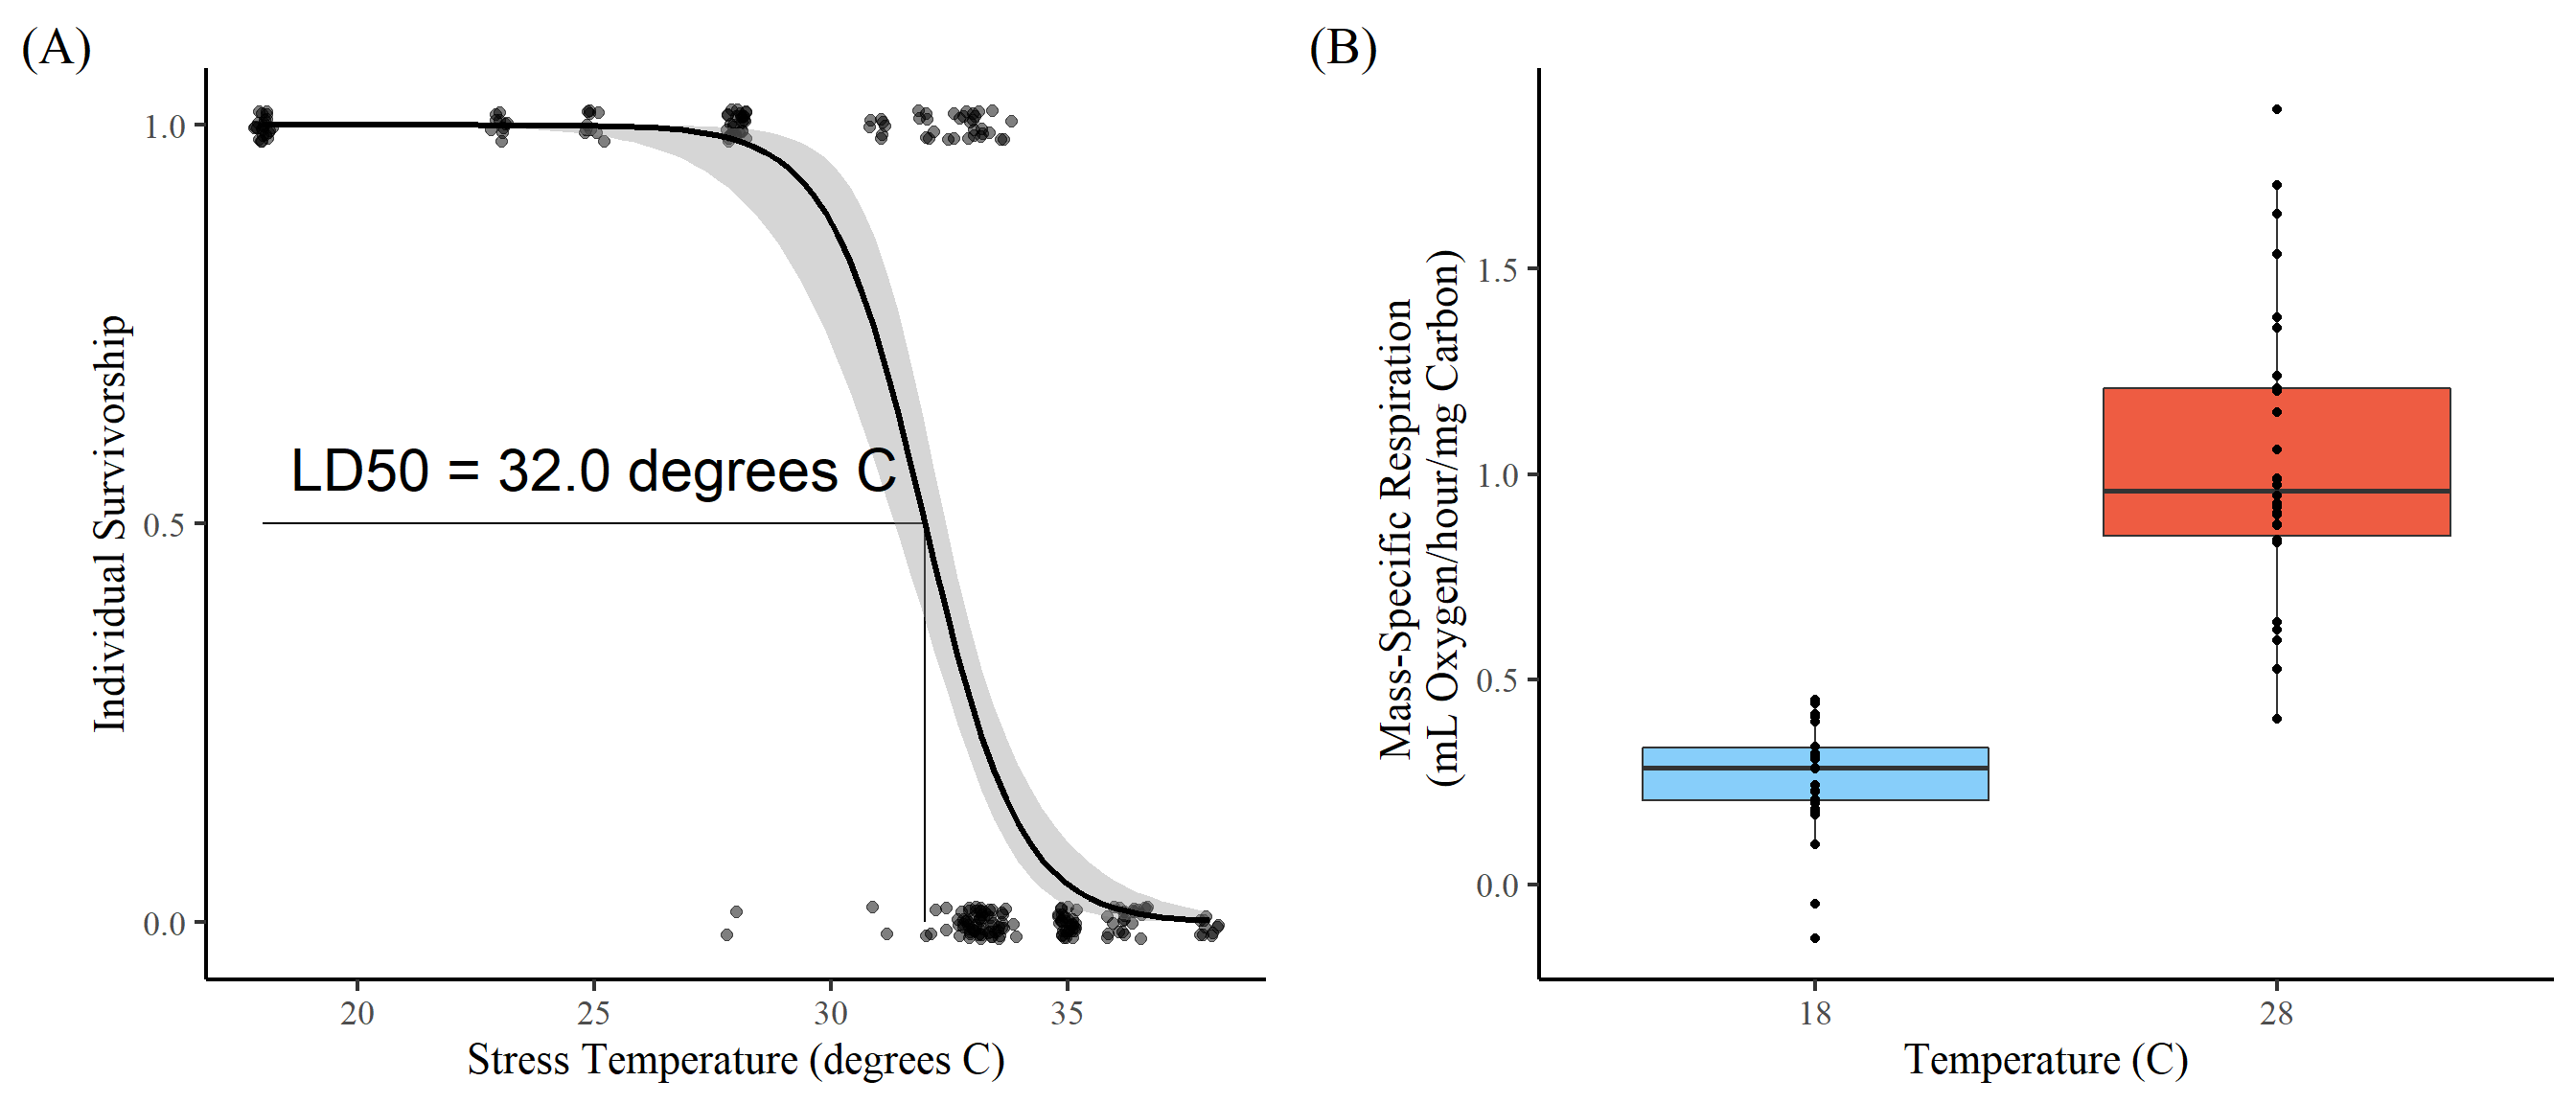 (A)
1.0
0.5
0.0
Individual Survivorship
LD50 = 32.0 degrees C
20 25 30 35
Stress Temperature (degrees C)
(B)
1.5
1.0
0.5
0.0
Mass-Specific Respiration
(mL Oxygen/hour/mg Carbon)
18 28
Temperature (C)